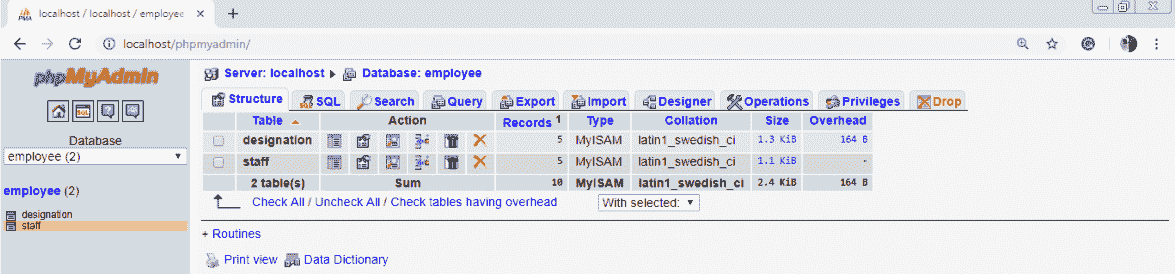 localhost / localhost / employee
localhost/phpmyadmin/
phpMyAdmin
Database
employee (2)
employee (2)
designation
staff
Server: localhost Database: employee
Structure SQL Search Query Export Import Designer Operations Privileges Drop
Table Action Records 1 Type Collation Size Overhead
designation 5 MyISAM latin1_swedish_ci 1.3 KiB 164 B
staff 5 MyISAM latin1_swedish_ci 1.1 KiB -
2 table(s) Sum 10 MyISAM latin1_swedish_ci 2.4 KiB 164 B
Check All / Uncheck All / Check tables having overhead With selected:
+ Routines
Print view Data Dictionary